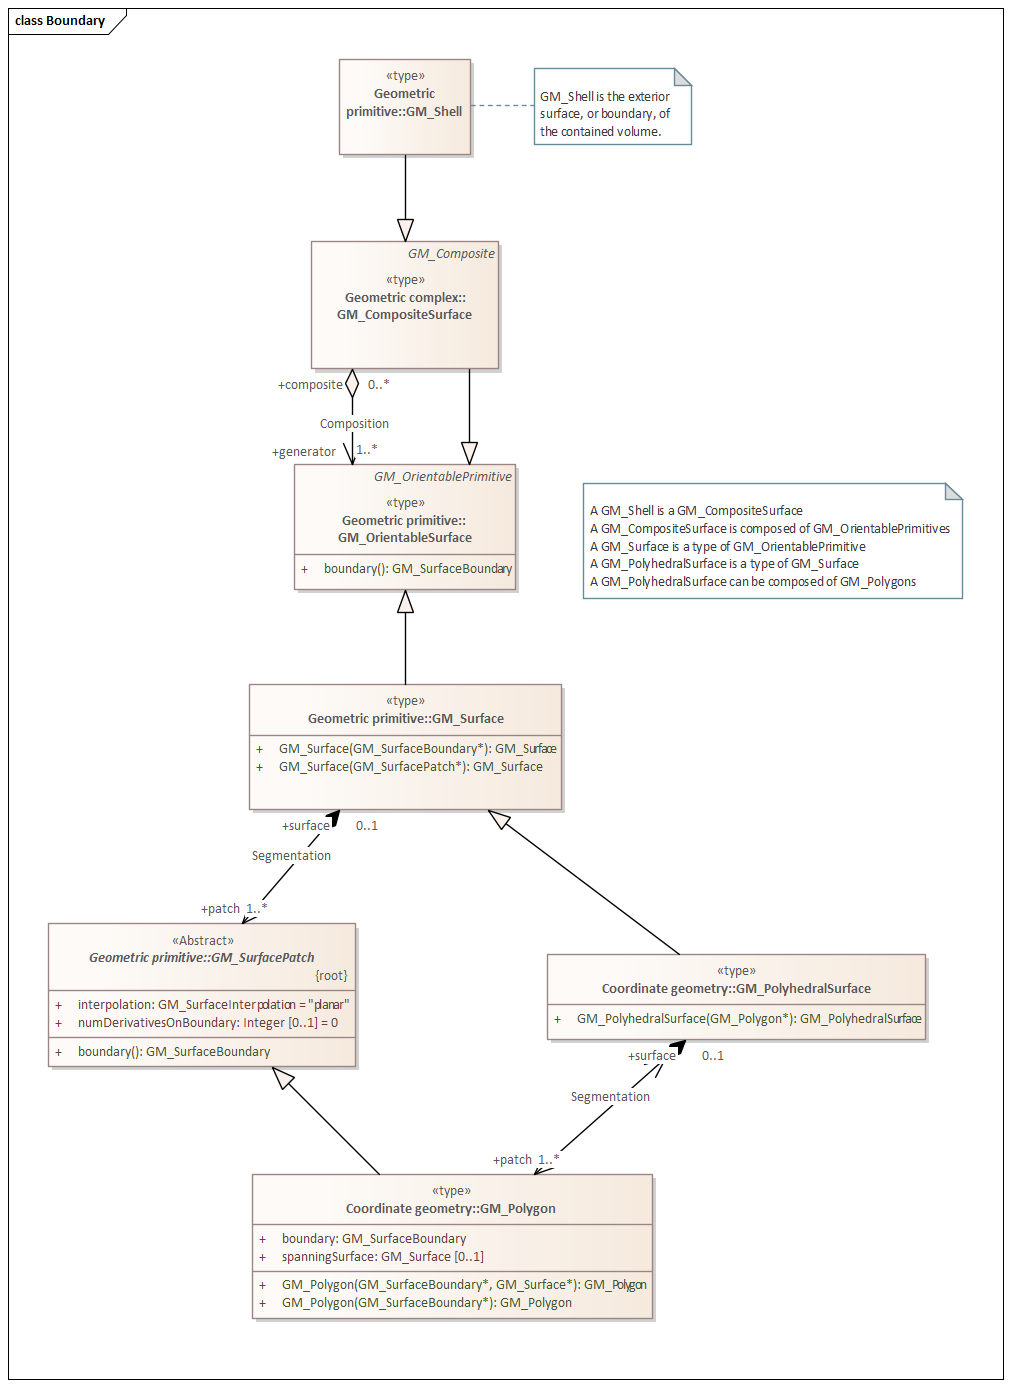 class Boundary
«type»
Geometric
primitive::GM_Shell
GM_Shell is the exterior
surface, or boundary, of
the contained volume.
GM_Composite
«type»
Geometric complex::
GM_CompositeSurface
+composite
0..*
Composition
+generator
1..*
GM_OrientablePrimitive
«type»
Geometric primitive::
GM_OrientableSurface
+ boundary(): GM_SurfaceBoundary
A GM_Shell is a GM_CompositeSurface
A GM_CompositeSurface is composed of GM_OrientablePrimitives
A GM_Surface is a type of GM_OrientablePrimitive
A GM_PolyhedralSurface is a type of GM_Surface
A GM_PolyhedralSurface can be composed of GM_Polygons
«type»
Geometric primitive::GM_Surface
+ GM_Surface(GM_SurfaceBoundary*): GM_Surface
+ GM_Surface(GM_SurfacePatch*): GM_Surface
+surface
0..1
Segmentation
+patch
1..*
«Abstract»
Geometric primitive::GM_SurfacePatch
{root}
+ interpolation: GM_SurfaceInterpolation = "planar"
+ numDerivativesOnBoundary: Integer [0..1] = 0
+ boundary(): GM_SurfaceBoundary
«type»
Coordinate geometry::GM_PolyhedralSurface
+ GM_PolyhedralSurface(GM_Polygon*): GM_PolyhedralSurface
+surface
0..1
Segmentation
+patch
1..*
«type»
Coordinate geometry::GM_Polygon
+ boundary: GM_SurfaceBoundary
+ spanningSurface: GM_Surface [0..1]
+ GM_Polygon(GM_SurfaceBoundary*, GM_Surface*): GM_Polygon
+ GM_Polygon(GM_SurfaceBoundary*): GM_Polygon